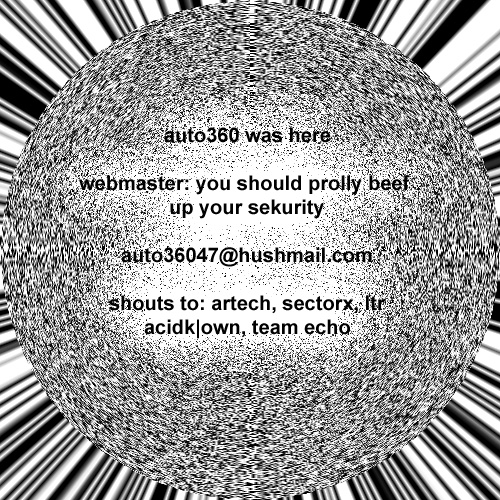 auto360 was here
webmaster: you should prolly beef
up your sekurity
auto36047@hushmail.com
shouts to: artech, sectorx, ltr
acidk|own, team echo